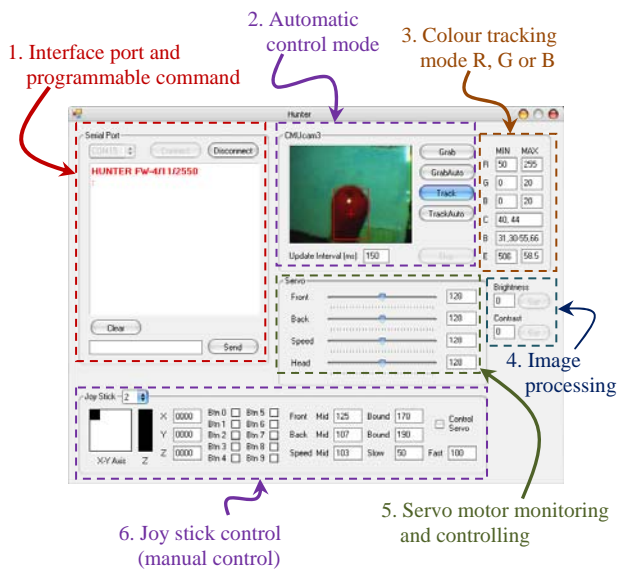 2. Automatic
control mode
3. Colour tracking
mode R, G or B
1. Interface port and
programmable command
Hunter
Serial Port
COM15
Connect
Disconnect
HUNTER FW-4/11/2550
:
Clear
Send
CMUcam3
Grab
GrabAuto
Track
TrackAuto
Update Interval (ms) 150
MIN MAX
R 50 255
G 0 20
B 0 20
C 40, 44
B 31,30-55,66
E 506 58.5
Servo
Front 128
Back 128
Speed 128
Head 128
Brightness
0
Contrast
0
4. Image
processing
Joy Stick 2
X-Y Axis Z
X 0000
Y 0000
Z 0000
Btn 0 Btn 5
Btn 1 Btn 6
Btn 2 Btn 7
Btn 3 Btn 8
Btn 4 Btn 9
Front Mid 125 Bound 170
Back Mid 107 Bound 190
Speed Mid 103 Slow 50 Fast 100
Control
Servo
5. Servo motor monitoring
and controlling
6. Joy stick control
(manual control)